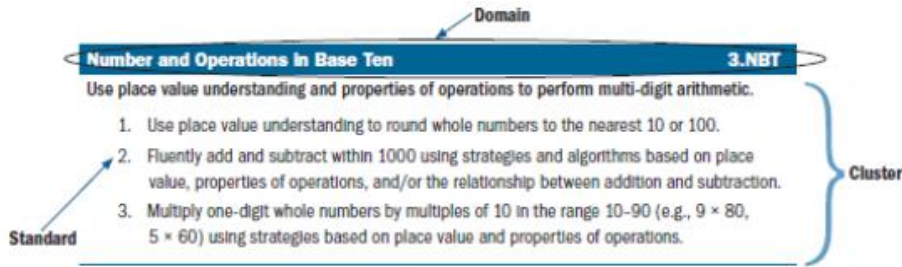 Domain
Number and Operations in Base Ten 3.NBT
Use place value understanding and properties of operations to perform multi-digit arithmetic.
1. Use place value understanding to round whole numbers to the nearest 10 or 100.
2. Fluently add and subtract within 1000 using strategies and algorithms based on place
value, properties of operations, and/or the relationship between addition and subtraction.
Cluster
3. Multiply one-digit whole numbers by multiples of 10 in the range 10–90 (e.g., 9 × 80,
5 × 60) using strategies based on place value and properties of operations.
Standard